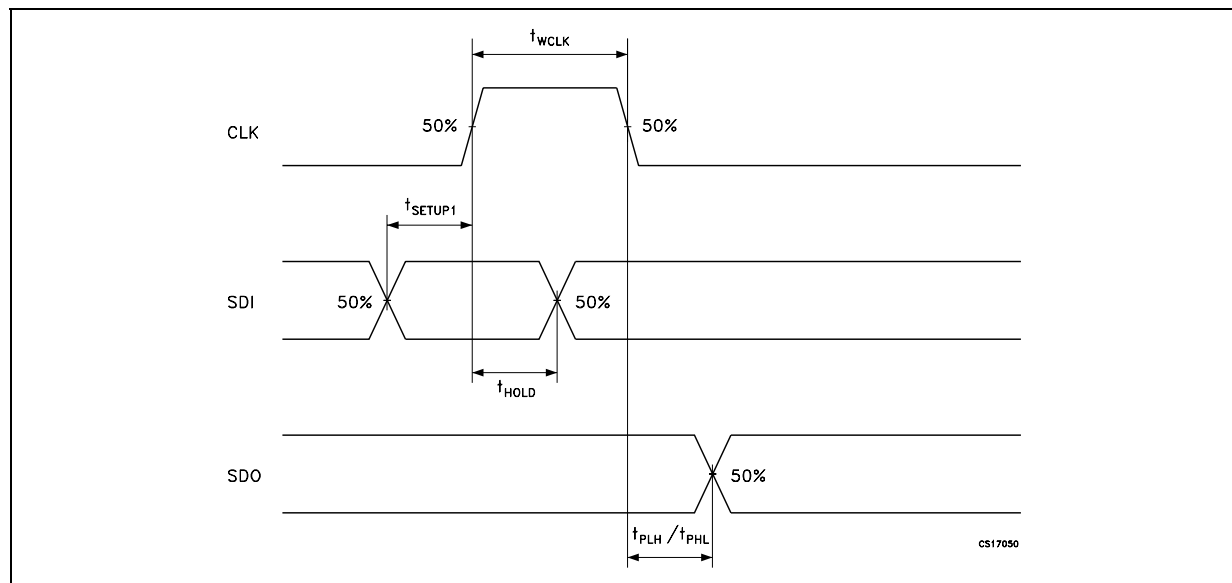 tWCLK
CLK 50% 50%
tSETUP1
SDI 50% 50%
tHOLD
SDO 50%
tPLH /tPHL
CS17050